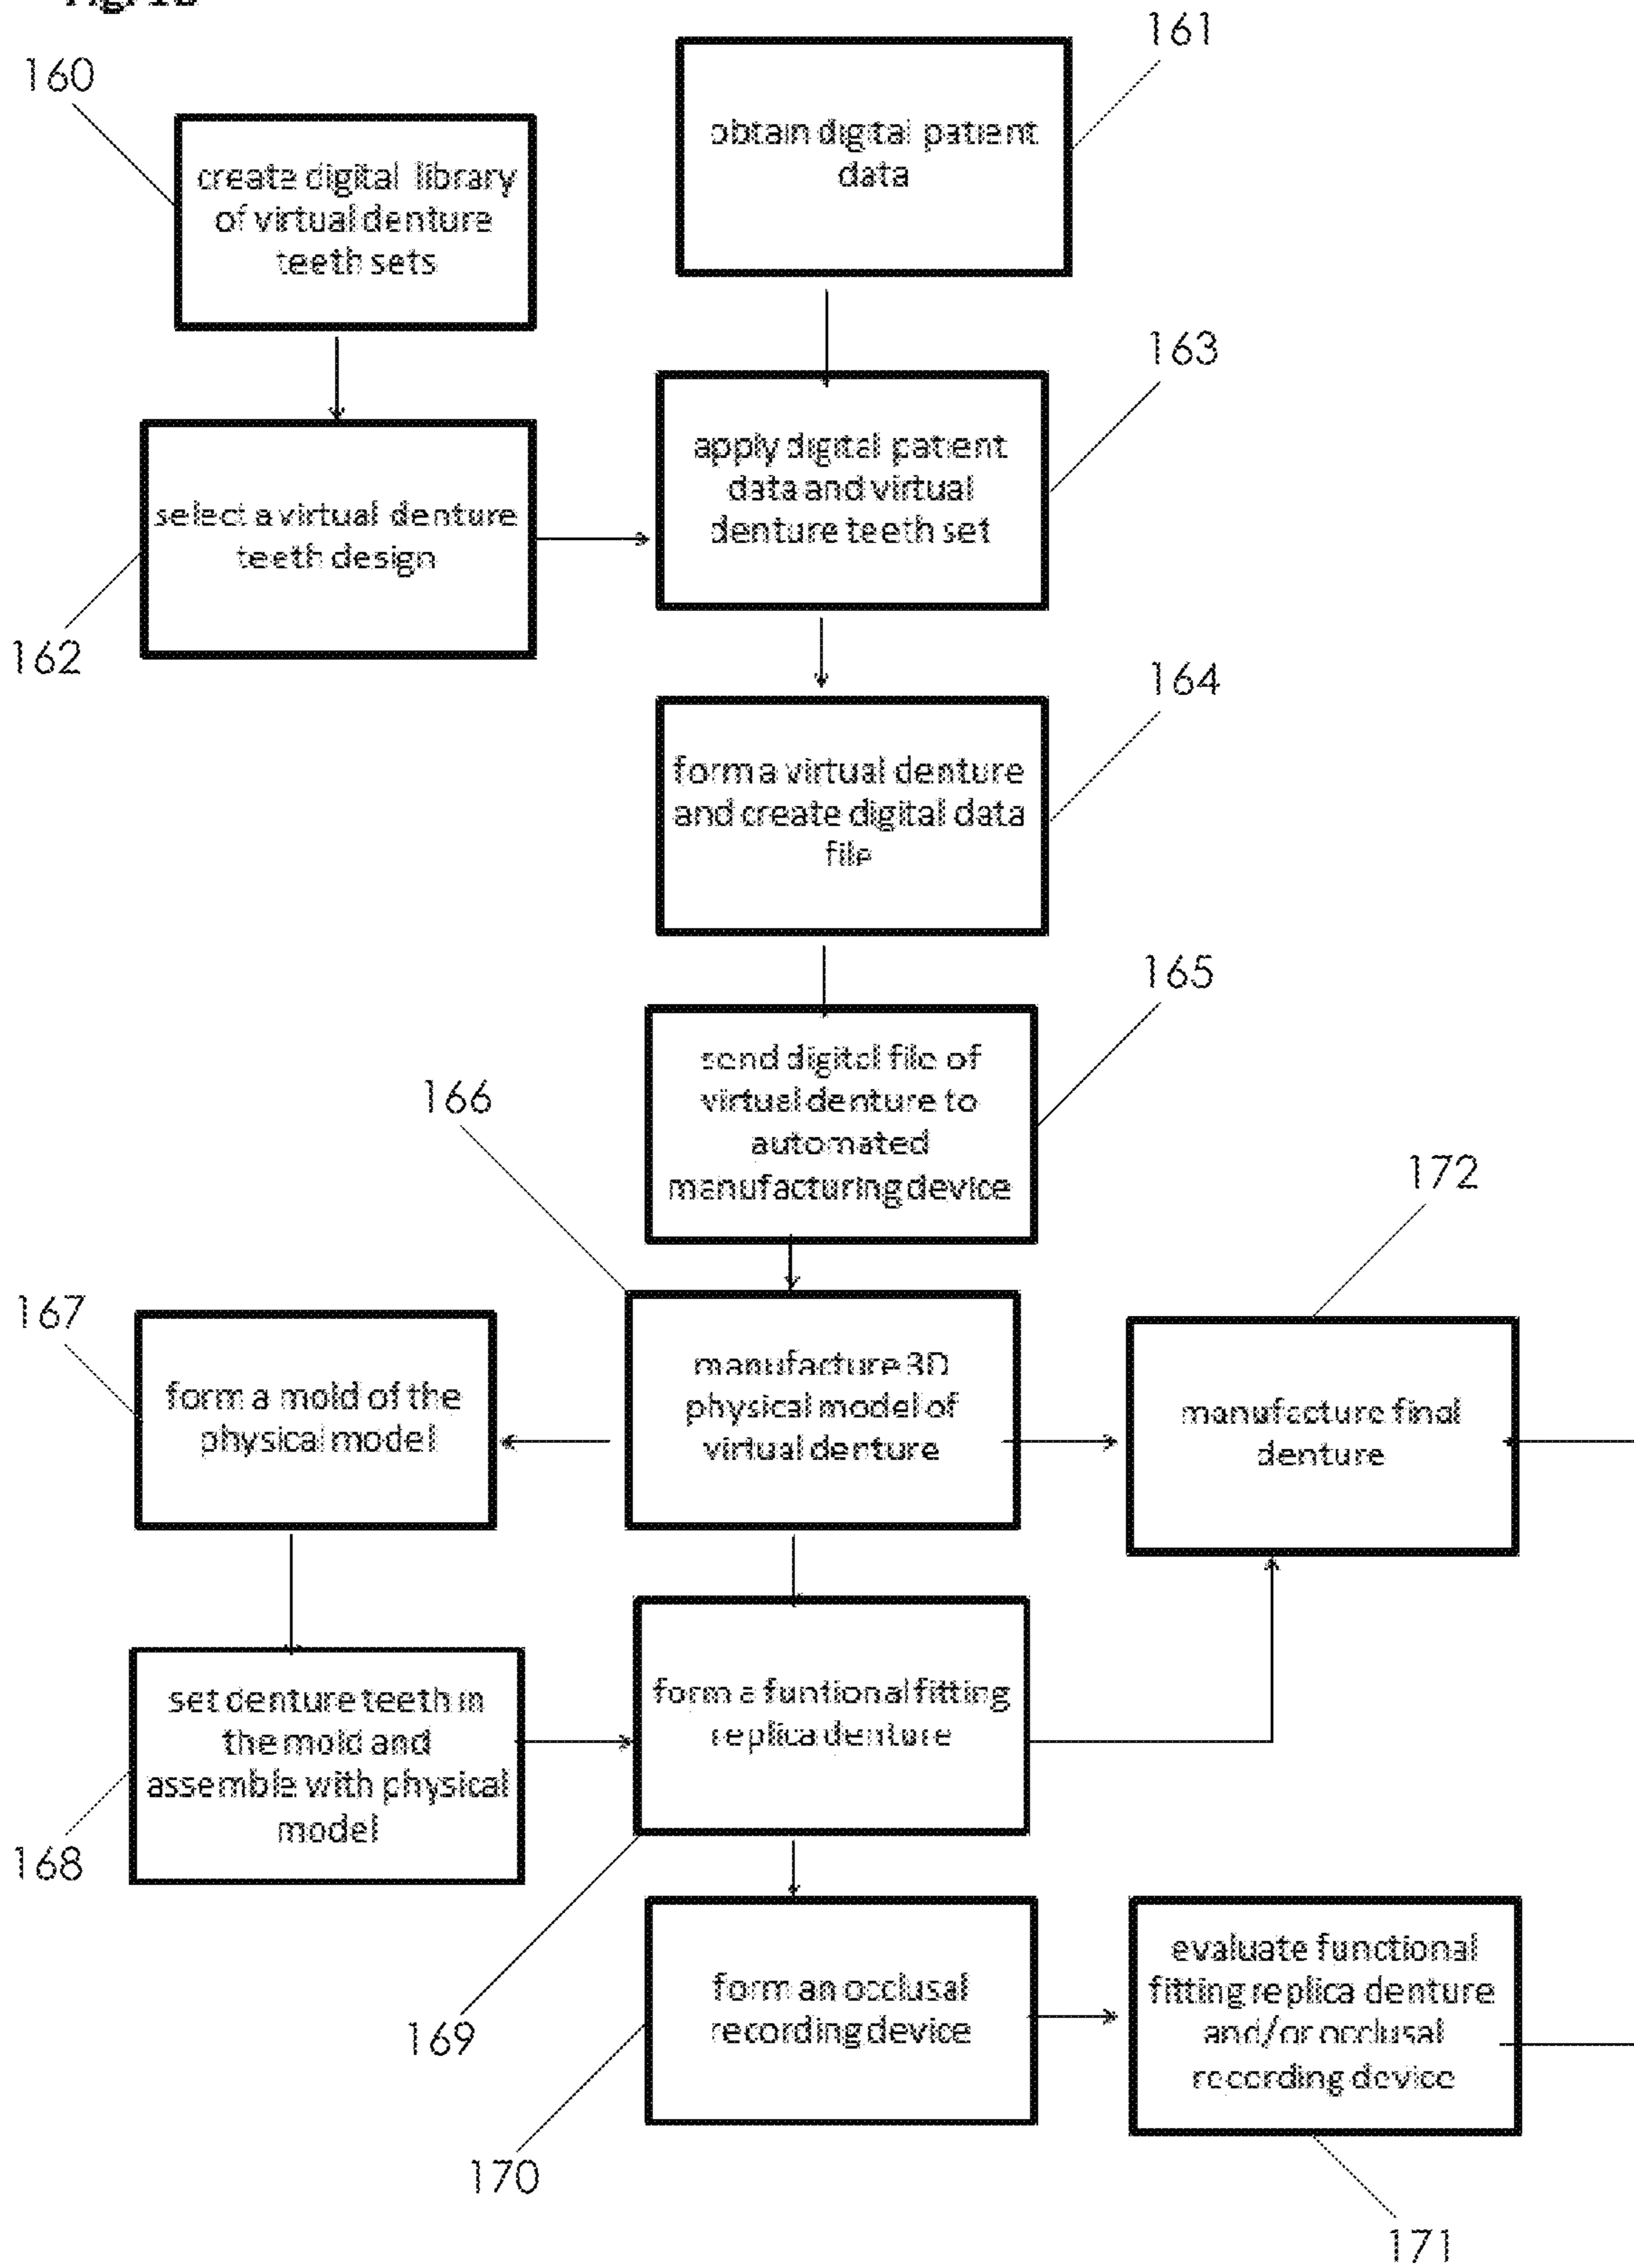 161
160
obtain digital patient
data
create digital library
of virtual denture
teeth sets
163
apply digital patient
data and virtual
denture teeth set
select a virtual denture
teeth design
162
164
form a virtual denture
and create digital data
file
165
send digital file of
virtual denture to
automated
manufacturing device
166
172
167
manufacture 3D
physical model of
virtual denture
form a mold of the
physical model
manufacture final
denture
set denture teeth in
the mold and
assemble with physical
model
168
form a funtional fitting
replica denture
169
form an occlusal
recording device
170
evaluate functional
fitting replica denture
and/or occlusal
recording device
171